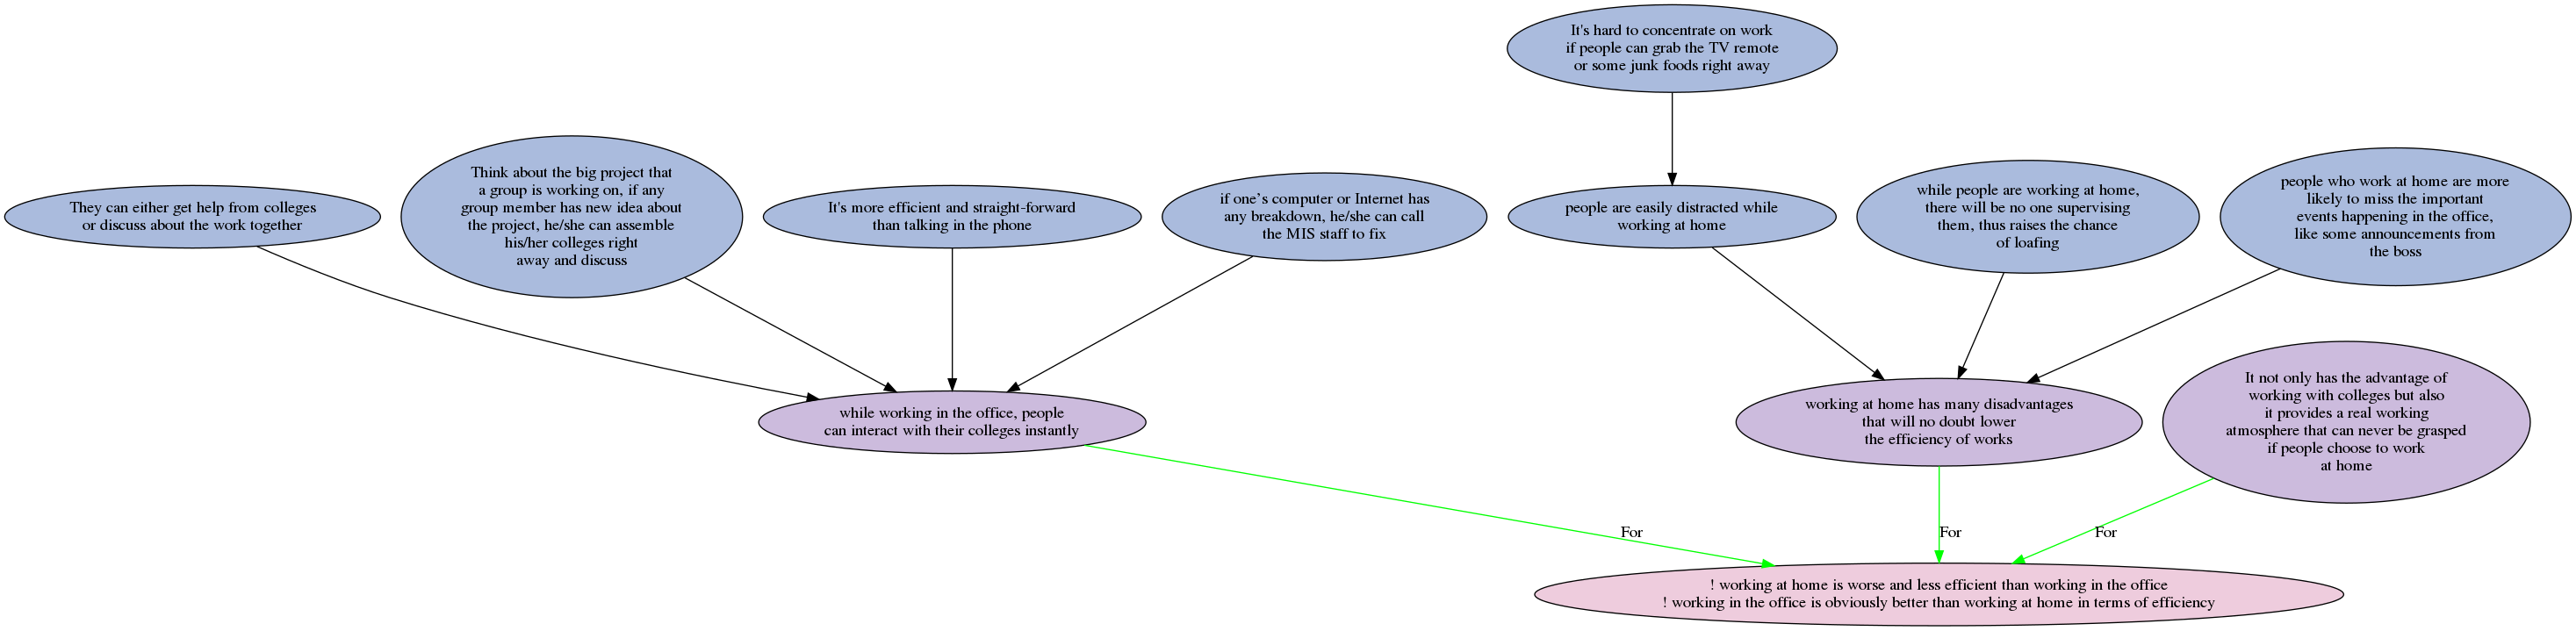 It's hard to concentrate on work
if people can grab the TV remote
or some junk foods right away
They can either get help from colleges
or discuss about the work together
Think about the big project that
a group is working on, if any
group member has new idea about
the project, he/she can assemble
his/her colleges right
away and discuss
It's more efficient and straight-forward
than talking in the phone
if one’s computer or Internet has
any breakdown, he/she can call
the MIS staff to fix
people are easily distracted while
working at home
while people are working at home,
there will be no one supervising
them, thus raises the chance
of loafing
people who work at home are more
likely to miss the important
events happening in the office,
like some announcements from
the boss
while working in the office, people
can interact with their colleges instantly
working at home has many disadvantages
that will no doubt lower
the efficiency of works
It not only has the advantage of
working with colleges but also
it provides a real working
atmosphere that can never be grasped
if people choose to work
at home
For
For
For
! working at home is worse and less efficient than working in the office
! working in the office is obviously better than working at home in terms of efficiency